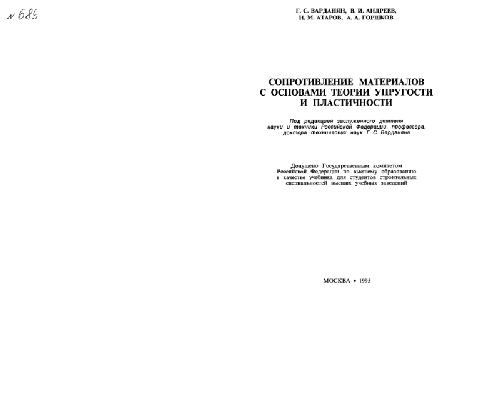 № 685
Г. С. ВАРДАНЯН, В. И. АНДРЕЕВ,
Н. М. АТАРОВ, А. А. ГОРШКОВ
СОПРОТИВЛЕНИЕ МАТЕРИАЛОВ
С ОСНОВАМИ ТЕОРИИ УПРУГОСТИ
И ПЛАСТИЧНОСТИ
Под редакцией заслуженного деятеля
науки и техники Российской Федерации, профессора,
доктора технических наук Г. С. Варданяна
Допущено Государственным комитетом
Российской Федерации по высшему образованию
в качестве учебника для студентов строительных
специальностей высших учебных заведений
МОСКВА • 1993